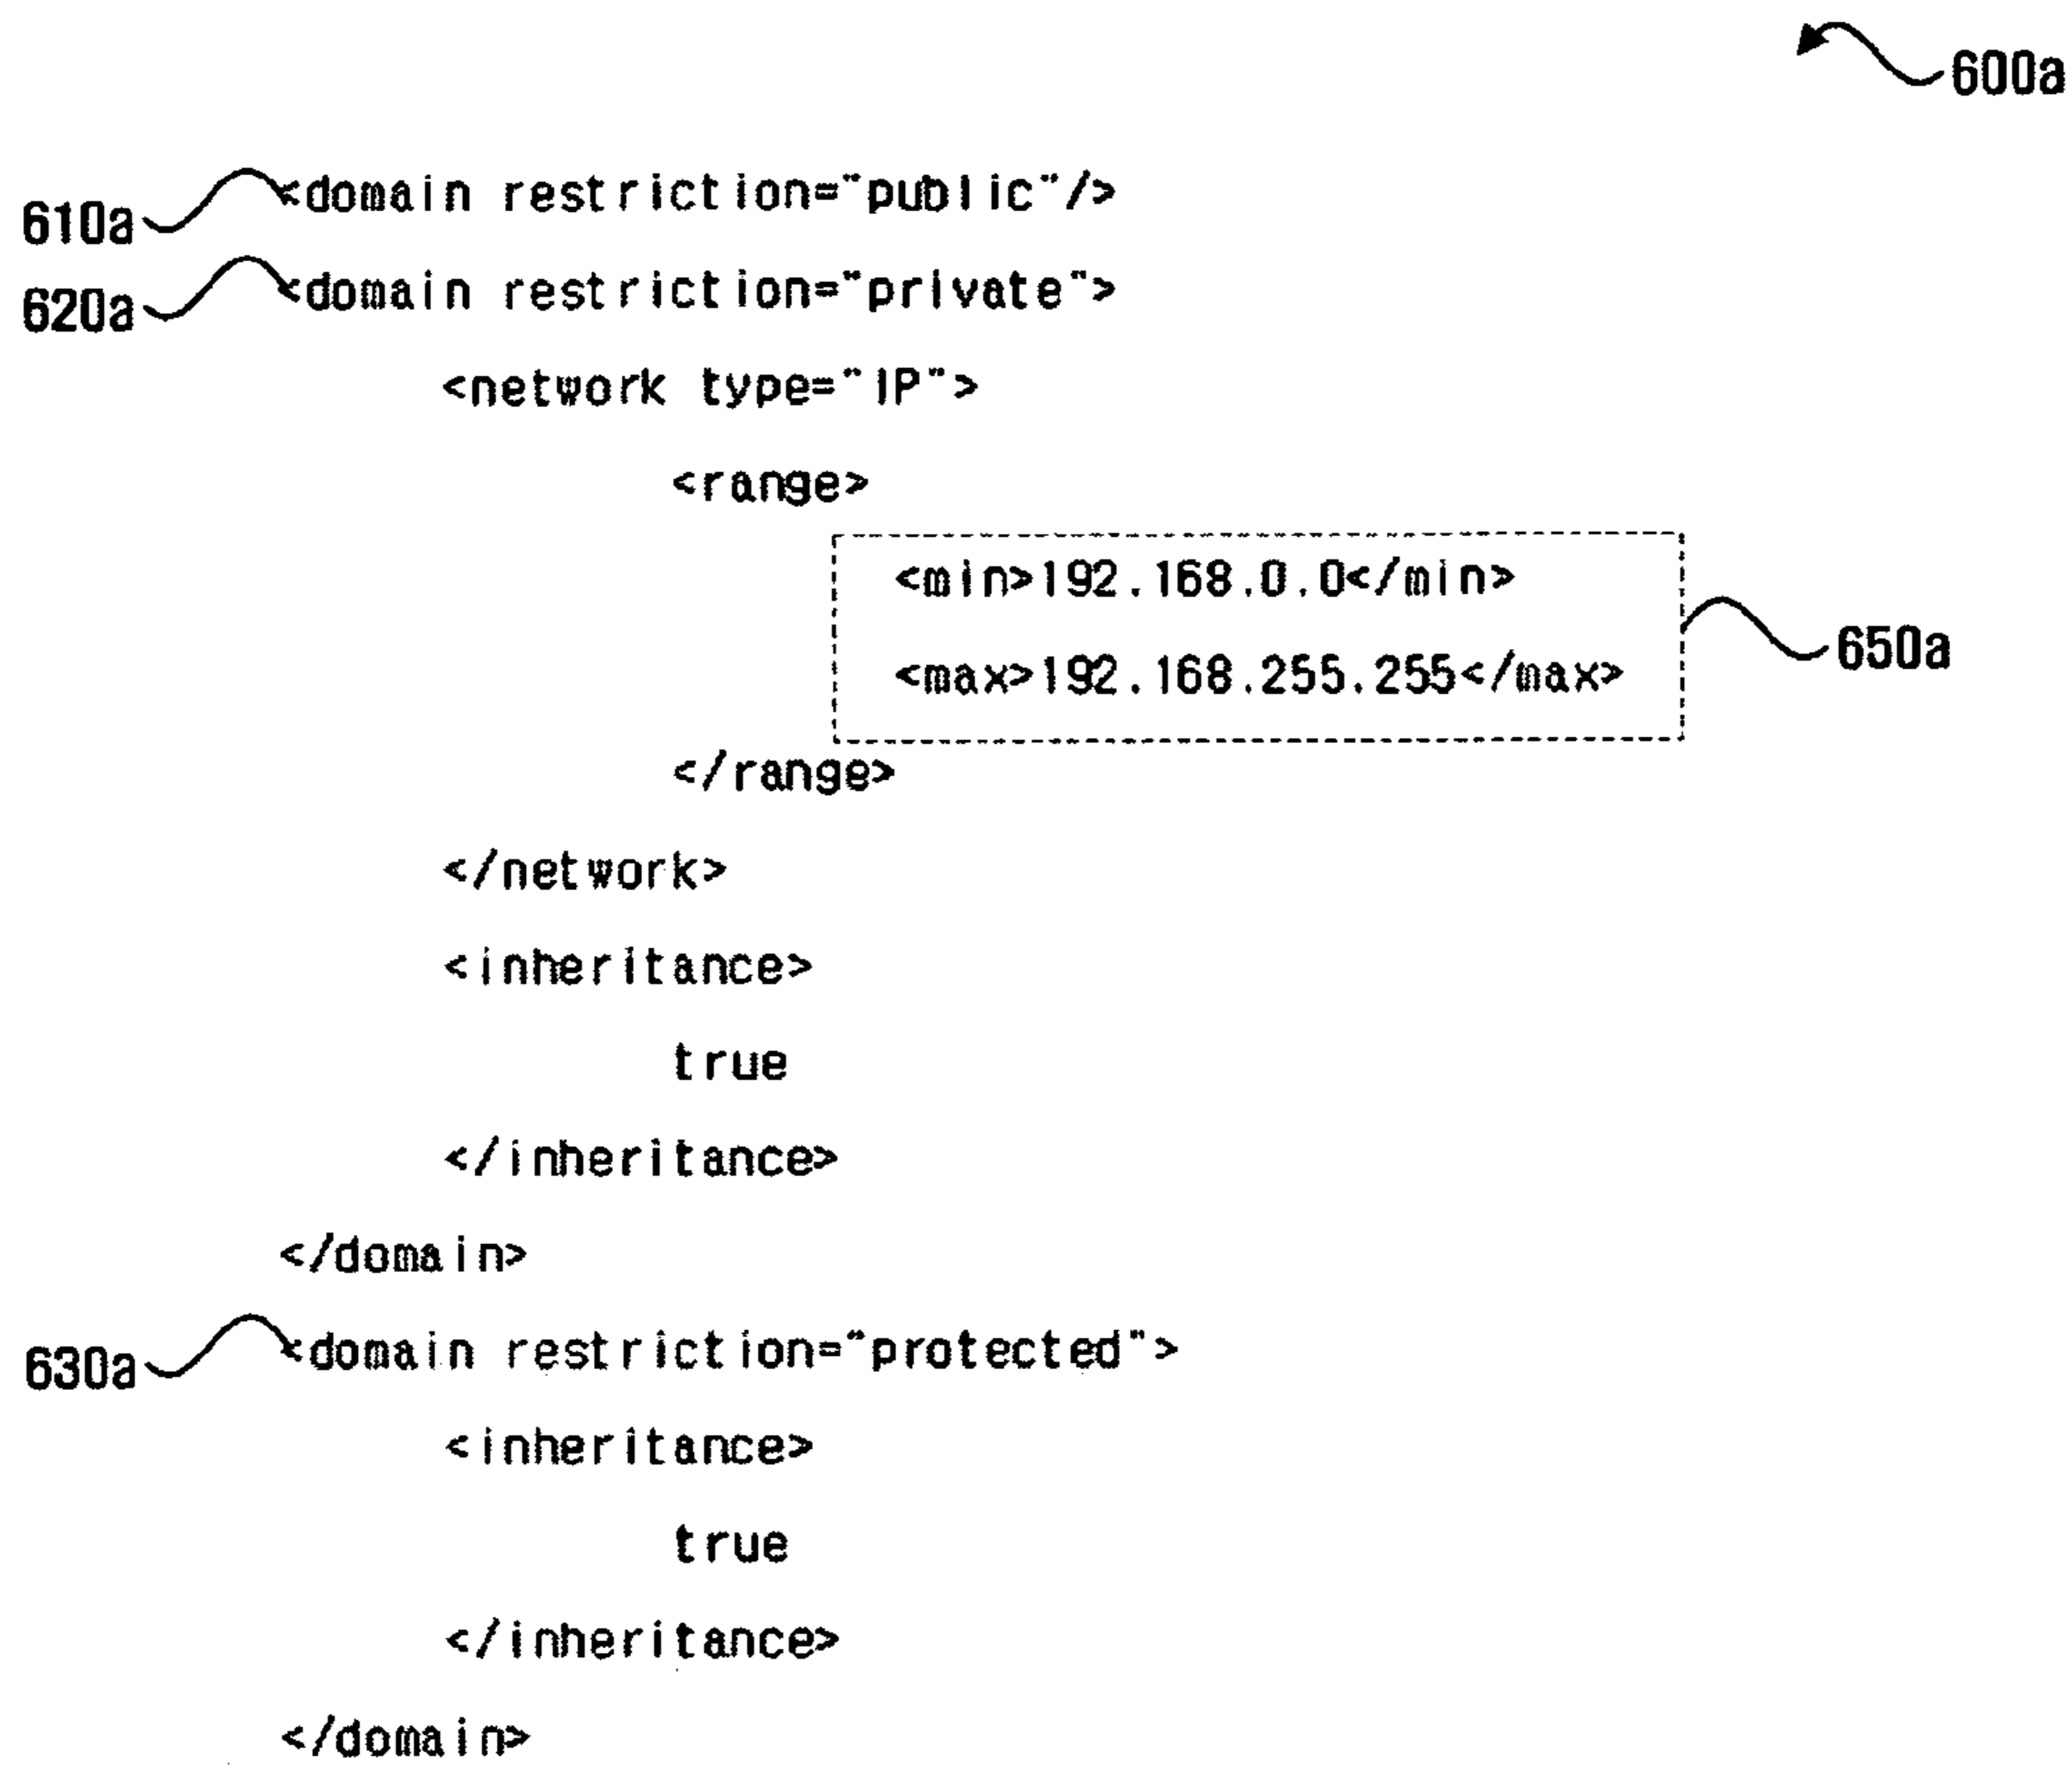 600a
610a <domain restriction="public"/>
620a <domain restriction="private">
<network type="IP">
<range>
<min>192.168.0.0</min>
<max>192.168.255.255</max>
650a
</range>
</network>
<inheritance>
true
</inheritance>
</domain>
630a <domain restriction="protected">
<inheritance>
true
</inheritance>
</domain>